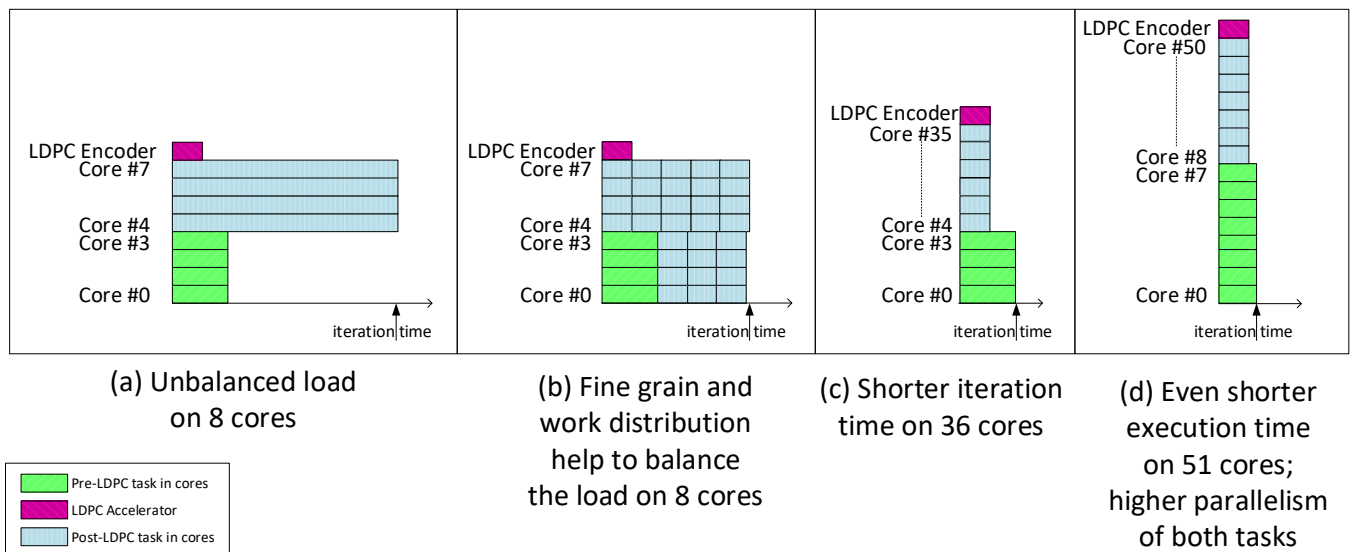 LDPC Encoder
Core #7
Core #4
Core #3
Core #0
iteration time
(a) Unbalanced load
on 8 cores
LDPC Encoder
Core #7
Core #4
Core #3
Core #0
iteration time
(b) Fine grain and
work distribution
help to balance
the load on 8 cores
LDPC Encoder
Core #35
Core #4
Core #3
Core #0
iteration time
(c) Shorter iteration
time on 36 cores
LDPC Encoder
Core #50
Core #8
Core #7
Core #0
iteration time
(d) Even shorter
execution time
on 51 cores;
higher parallelism
of both tasks
Pre-LDPC task in cores
LDPC Accelerator
Post-LDPC task in cores